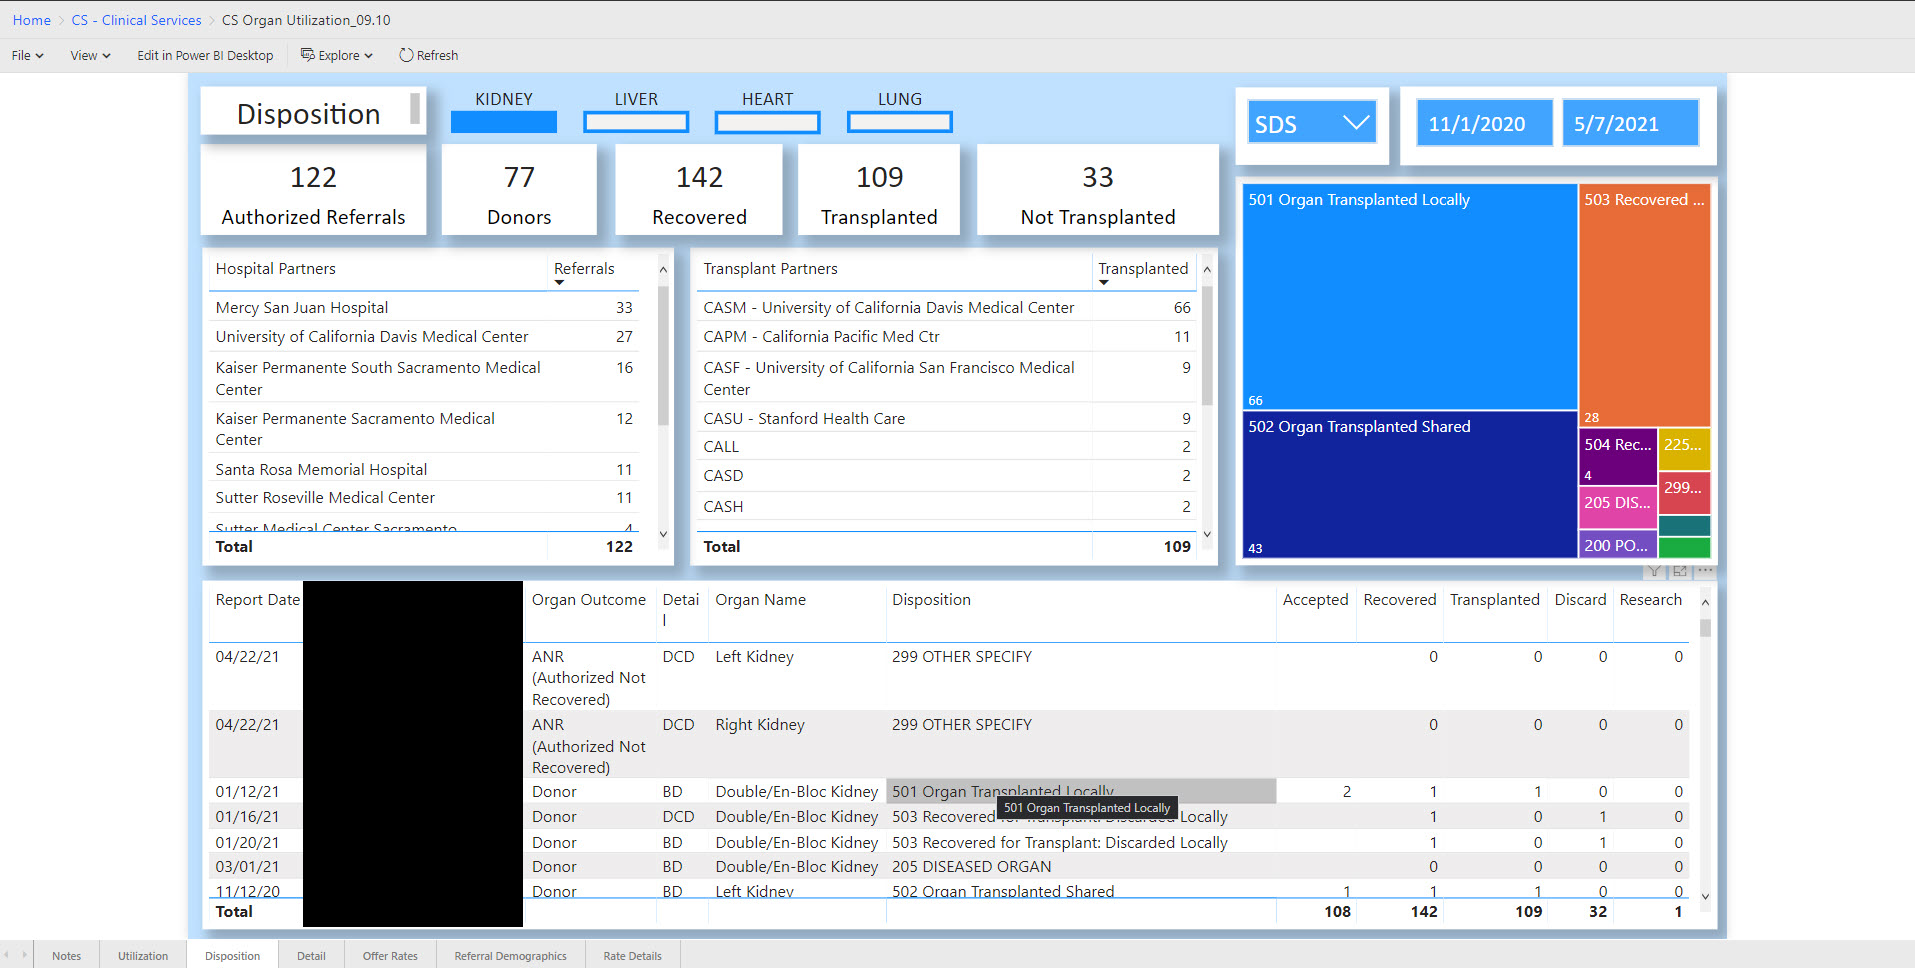 Home > CS - Clinical Services > CS Organ Utilization_09.10
File View Edit in Power BI Desktop Explore Refresh
Disposition
KIDNEY LIVER HEART LUNG
SDS
11/1/2020 5/7/2021
122
Authorized Referrals
77
Donors
142
Recovered
109
Transplanted
33
Not Transplanted
Hospital Partners Referrals
Mercy San Juan Hospital 33
University of California Davis Medical Center 27
Kaiser Permanente South Sacramento Medical 16
Center
Kaiser Permanente Sacramento Medical 12
Center
Santa Rosa Memorial Hospital 11
Sutter Roseville Medical Center 11
Sutter Medical Center Sacramento 4
Total 122
Transplant Partners Transplanted
CASM - University of California Davis Medical Center 66
CAPM - California Pacific Med Ctr 11
CASF - University of California San Francisco Medical 9
Center
CASU - Stanford Health Care 9
CALL 2
CASD 2
CASH 2
Total 109
501 Organ Transplanted Locally
66
502 Organ Transplanted Shared
43
503 Recovered ...
28
504 Rec...
4
225...
299...
205 DIS...
200 PO...
Report Date Organ Outcome Detai Organ Name Disposition Accepted Recovered Transplanted Discard Research
l
04/22/21 ANR DCD Left Kidney 299 OTHER SPECIFY 0 0 0 0
(Authorized Not
Recovered)
04/22/21 ANR DCD Right Kidney 299 OTHER SPECIFY 0 0 0 0
(Authorized Not
Recovered)
01/12/21 Donor BD Double/En-Bloc Kidney 501 Organ Transplanted Locally 2 1 1 0 0
501 Organ Transplanted Locally
01/16/21 Donor DCD Double/En-Bloc Kidney 503 Recovered for Transplant: Discarded Locally 1 0 1 0
01/20/21 Donor BD Double/En-Bloc Kidney 503 Recovered for Transplant: Discarded Locally 1 0 1 0
03/01/21 Donor BD Double/En-Bloc Kidney 205 DISEASED ORGAN 0 0 0 0
11/12/20 Donor BD Left Kidney 502 Organ Transplanted Shared 1 1 1 0 0
Total 108 142 109 32 1
Notes Utilization Disposition Detail Offer Rates Referral Demographics Rate Details